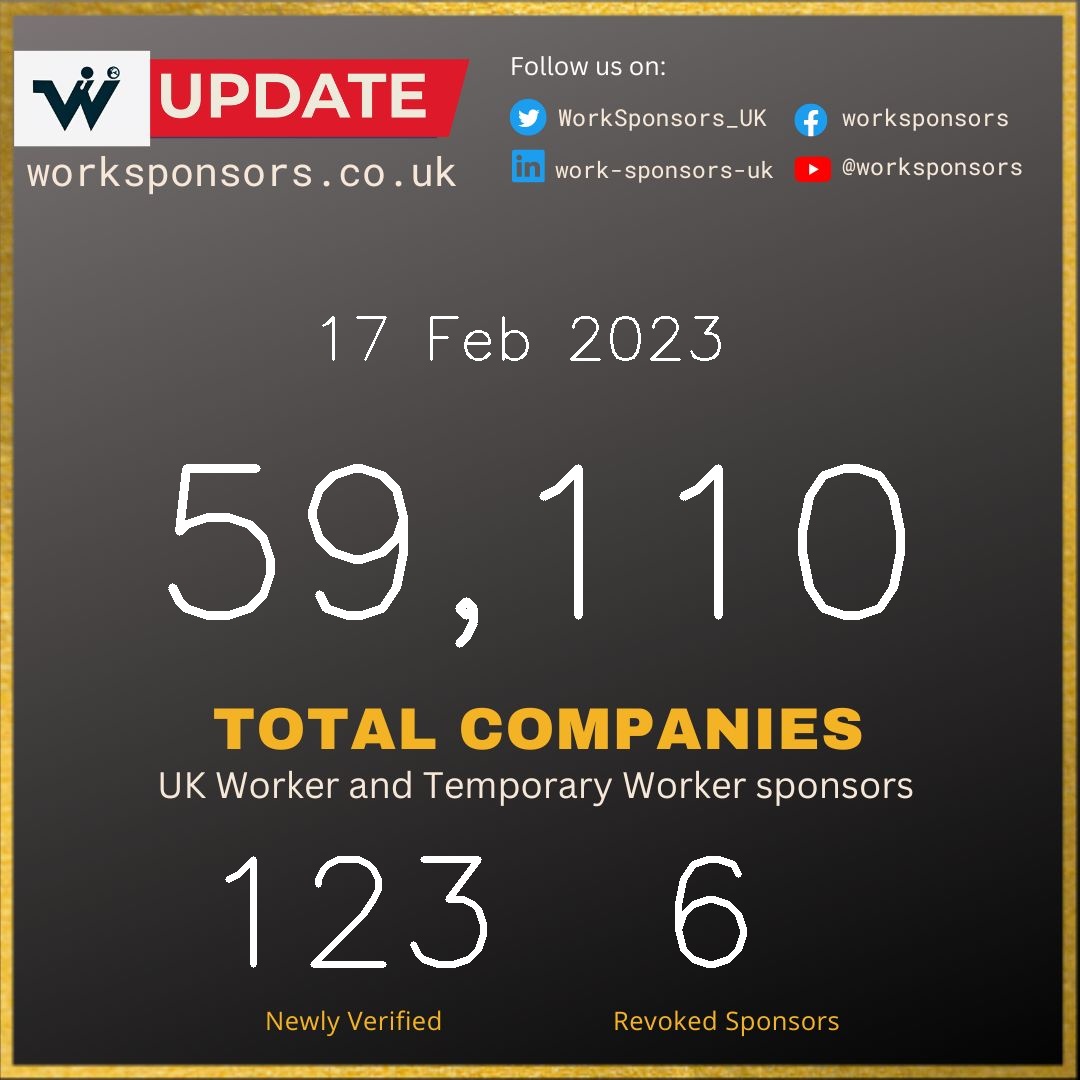 UPDATE
worksponsors.co.uk
Follow us on:
WorkSponsors_UK
worksponsors
work-sponsors-uk
@worksponsors
17 Feb 2023
59,110
TOTAL COMPANIES
UK Worker and Temporary Worker sponsors
123
6
Newly Verified
Revoked Sponsors